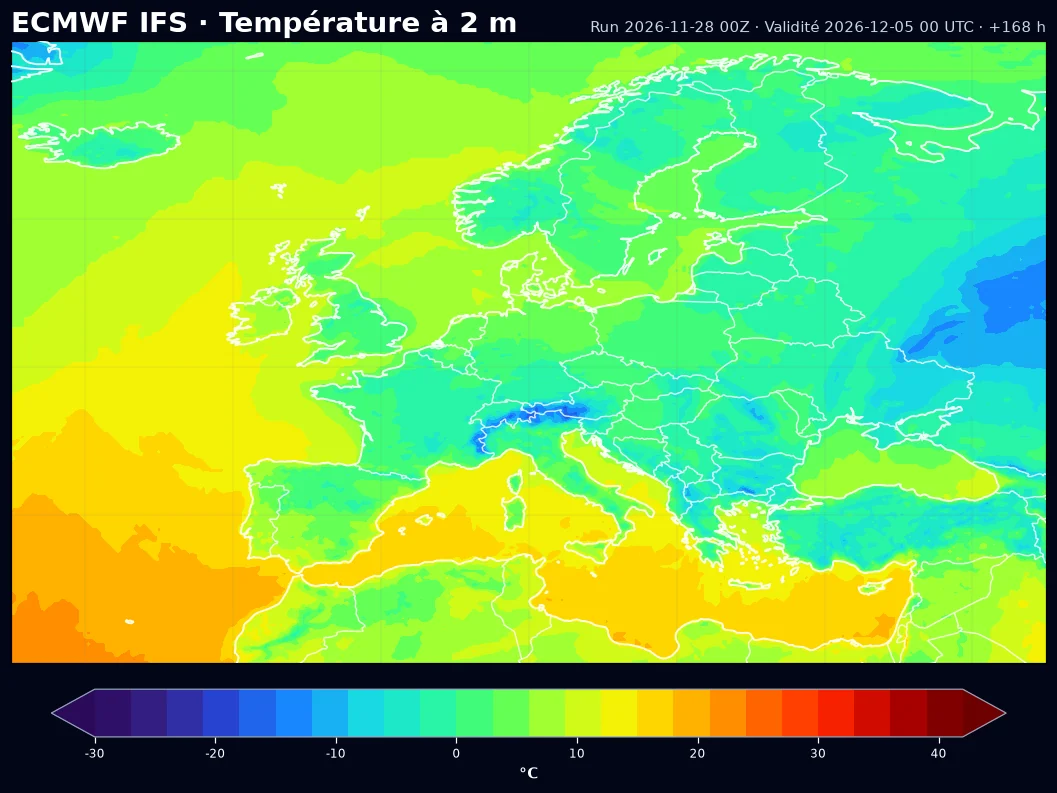 ECMWF IFS · Température à 2 m
Run 2026-11-28 00Z · Validité 2026-12-05 00 UTC · +168 h
-30 -20 -10 0 10 20 30 40
°C